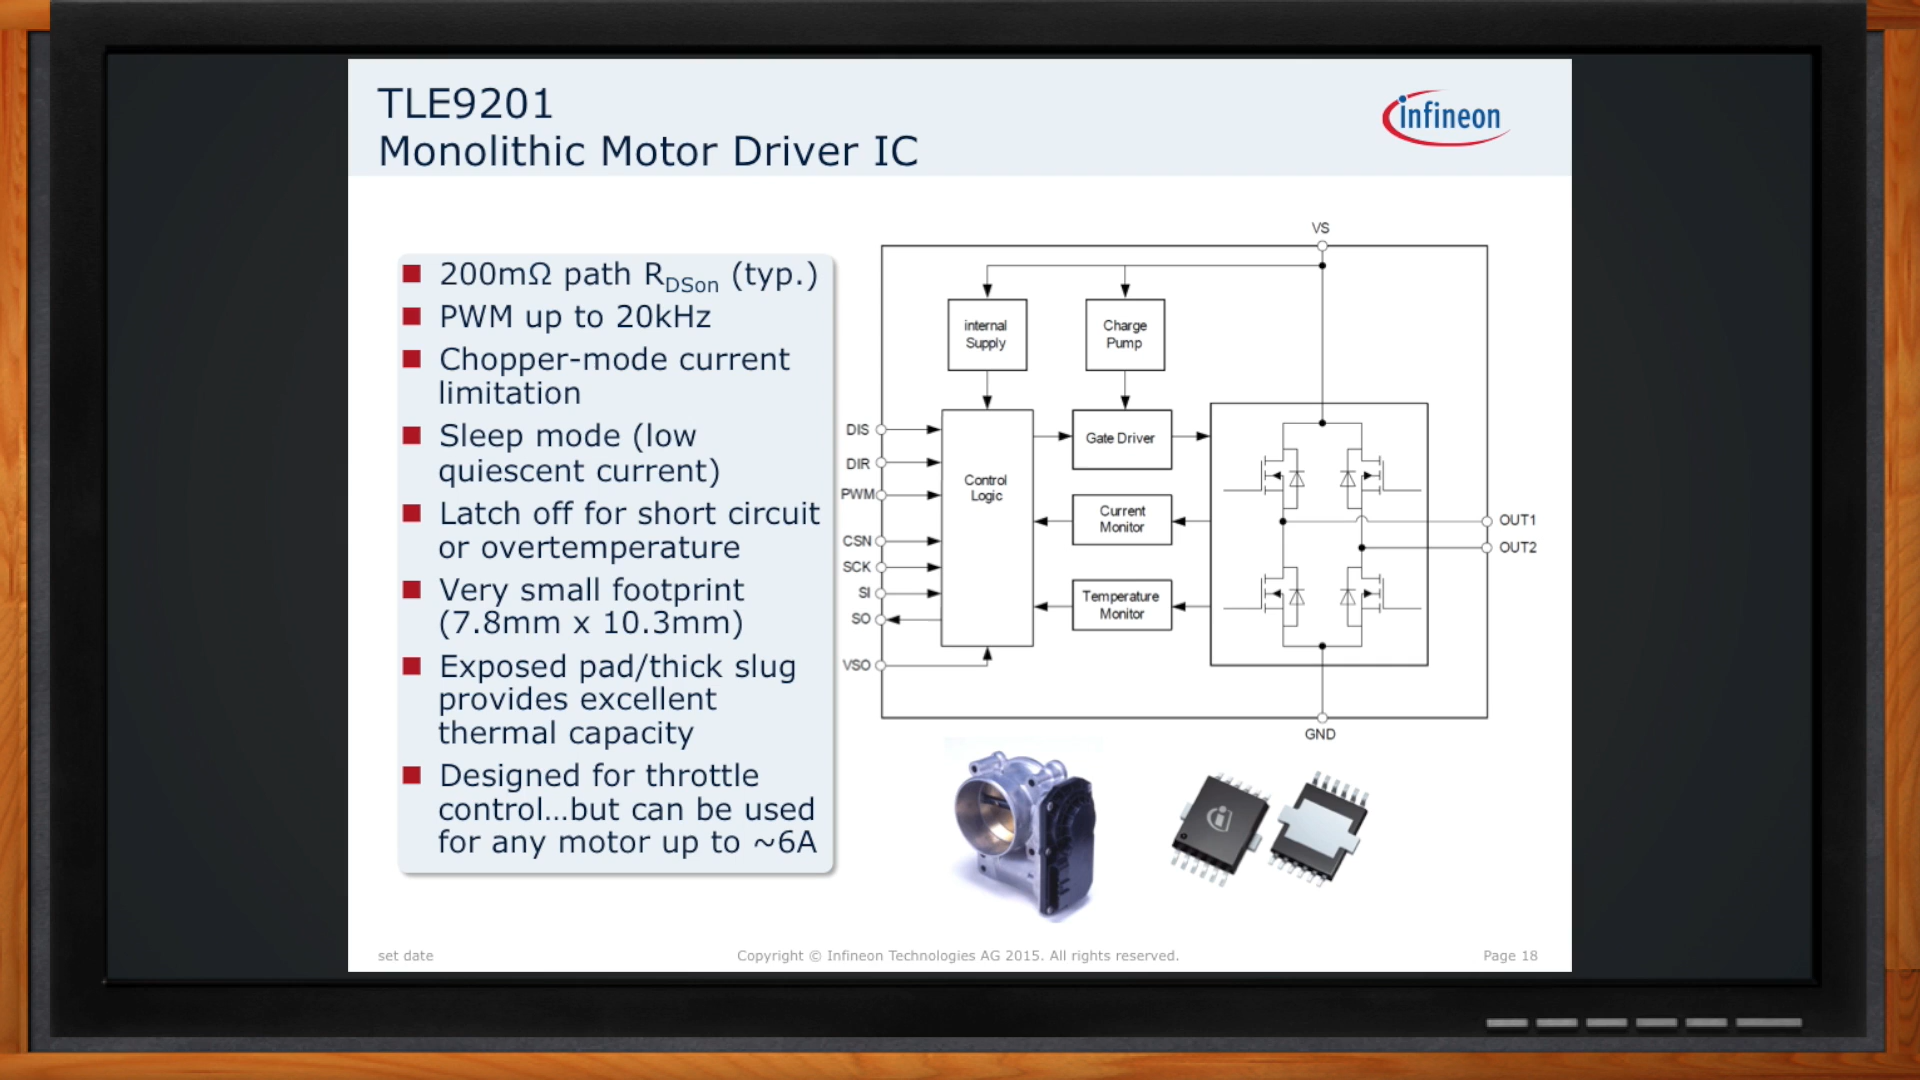 TLE9201
Monolithic Motor Driver IC
infineon
200mΩ path RDSon (typ.)
PWM up to 20kHz
Chopper-mode current
limitation
Sleep mode (low
quiescent current)
Latch off for short circuit
or overtemperature
Very small footprint
(7.8mm x 10.3mm)
Exposed pad/thick slug
provides excellent
thermal capacity
Designed for throttle
control...but can be used
for any motor up to ~6A
VS
internal
Supply
Charge
Pump
DIS
DIR
PWM
CSN
SCK
SI
SO
VSO
Control
Logic
Gate Driver
Current
Monitor
Temperature
Monitor
OUT1
OUT2
GND
set date
Copyright © Infineon Technologies AG 2015. All rights reserved.
Page 18